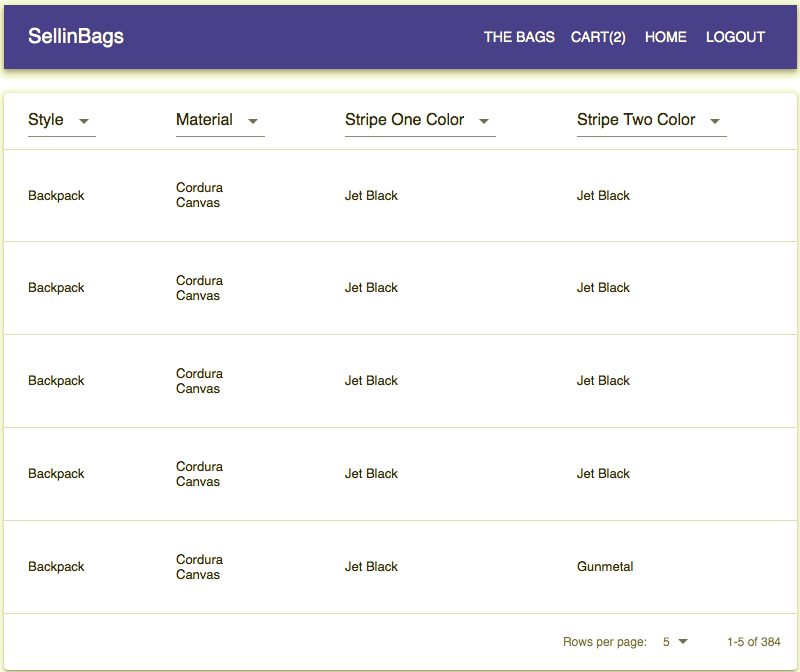 SellinBags THE BAGS CART(2) HOME LOGOUT
Style Material Stripe One Color Stripe Two Color
Backpack Cordura Canvas Jet Black Jet Black
Backpack Cordura Canvas Jet Black Jet Black
Backpack Cordura Canvas Jet Black Jet Black
Backpack Cordura Canvas Jet Black Jet Black
Backpack Cordura Canvas Jet Black Gunmetal
Rows per page: 5 1-5 of 384